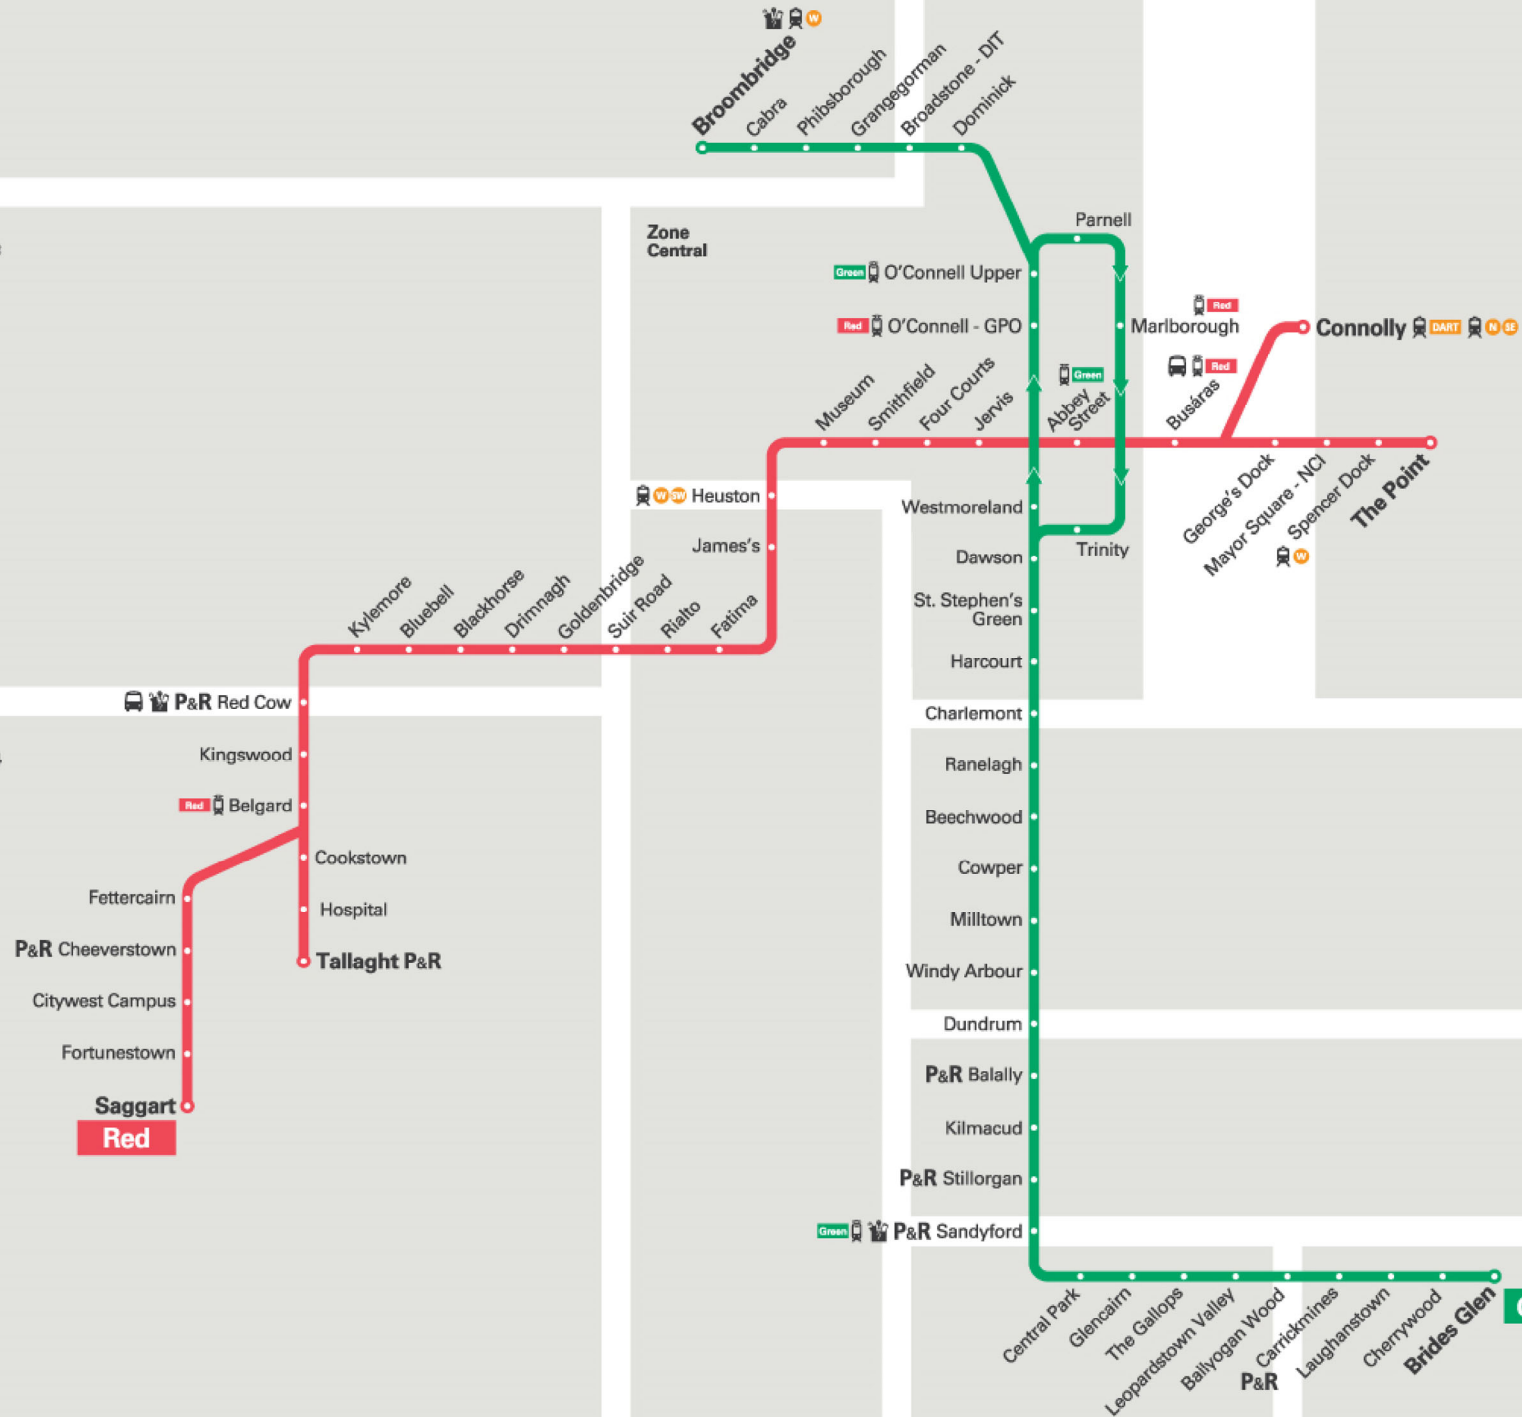 W
Broombridge
Cabra
Phibsborough
Grangegorman
Broadstone - DIT
Dominick
Zone
Central
Parnell
Green O'Connell Upper
Red O'Connell - GPO
Marlborough
Red
Connolly DART N SE
Red
Green
Museum
Smithfield
Four Courts
Jervis
Abbey
Street
Busáras
George's Dock
Mayor Square - NCI
Spencer Dock
W
The Point
W SW Heuston
James's
Westmoreland
Trinity
Dawson
St. Stephen's
Green
Harcourt
Charlemont
Ranelagh
Beechwood
Cowper
Milltown
Windy Arbour
Dundrum
P&R Balally
Kilmacud
P&R Stillorgan
Green P&R Sandyford
Central Park
Glencairn
The Gallops
Leopardstown Valley
Ballyogan Wood
Carrickmines
P&R
Laughanstown
Cherrywood
Brides Glen
Kylemore
Bluebell
Blackhorse
Drimnagh
Goldenbridge
Suir Road
Rialto
Fatima
P&R Red Cow
Kingswood
Red Belgard
Cookstown
Hospital
Tallaght P&R
Fettercairn
P&R Cheeverstown
Citywest Campus
Fortunestown
Saggart
Red